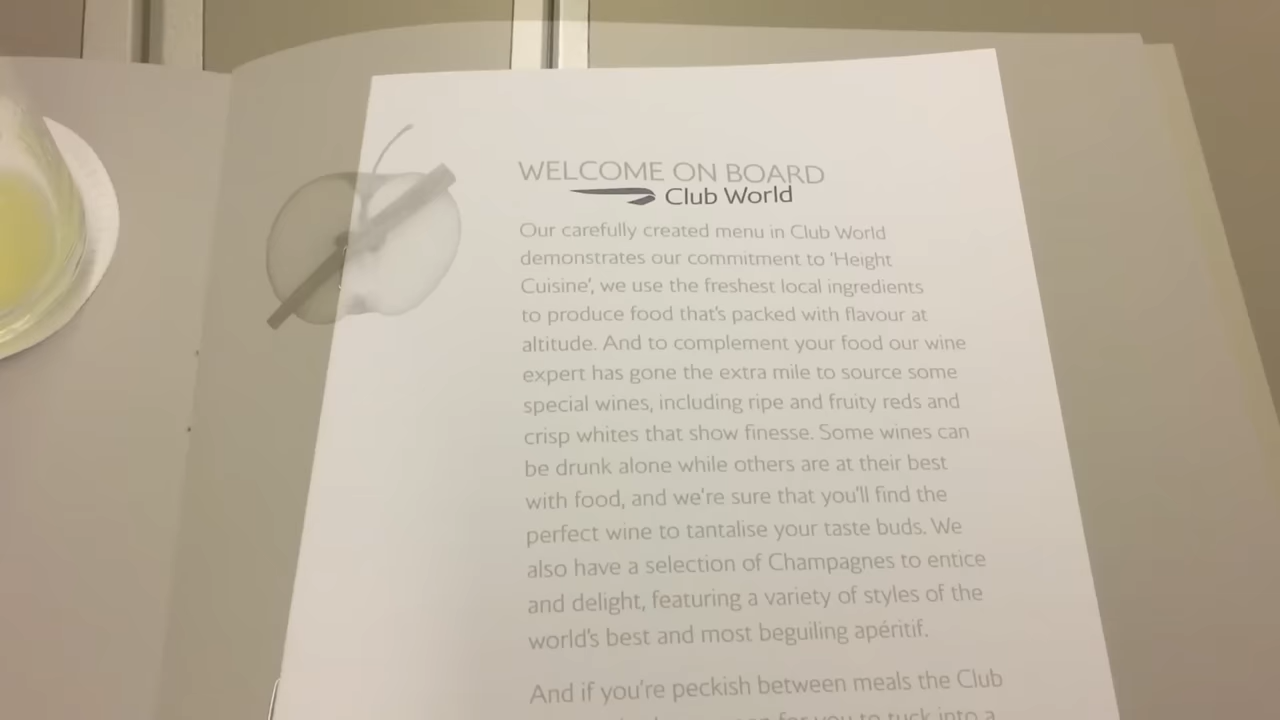 WELCOME ON BOARD
Club World
Our carefully created menu in Club World
demonstrates our commitment to 'Height
Cuisine', we use the freshest local ingredients
to produce food that's packed with flavour at
altitude. And to complement your food our wine
expert has gone the extra mile to source some
special wines, including ripe and fruity reds and
crisp whites that show finesse. Some wines can
be drunk alone while others are at their best
with food, and we're sure that you'll find the
perfect wine to tantalise your taste buds. We
also have a selection of Champagnes to entice
and delight, featuring a variety of styles of the
world's best and most beguiling apéritif.
And if you're peckish between meals the Club
for you to tuck into a